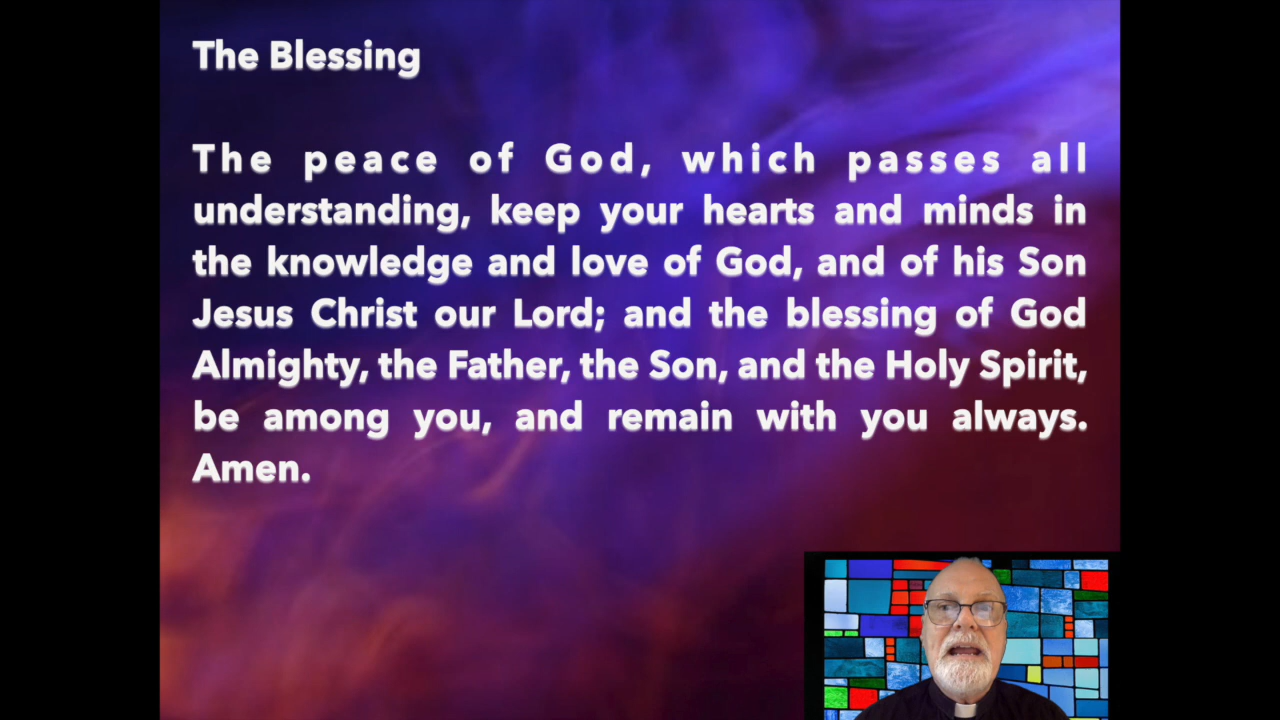 The Blessing
The peace of God, which passes all
understanding, keep your hearts and minds in
the knowledge and love of God, and of his Son
Jesus Christ our Lord; and the blessing of God
Almighty, the Father, the Son, and the Holy Spirit,
be among you, and remain with you always.
Amen.